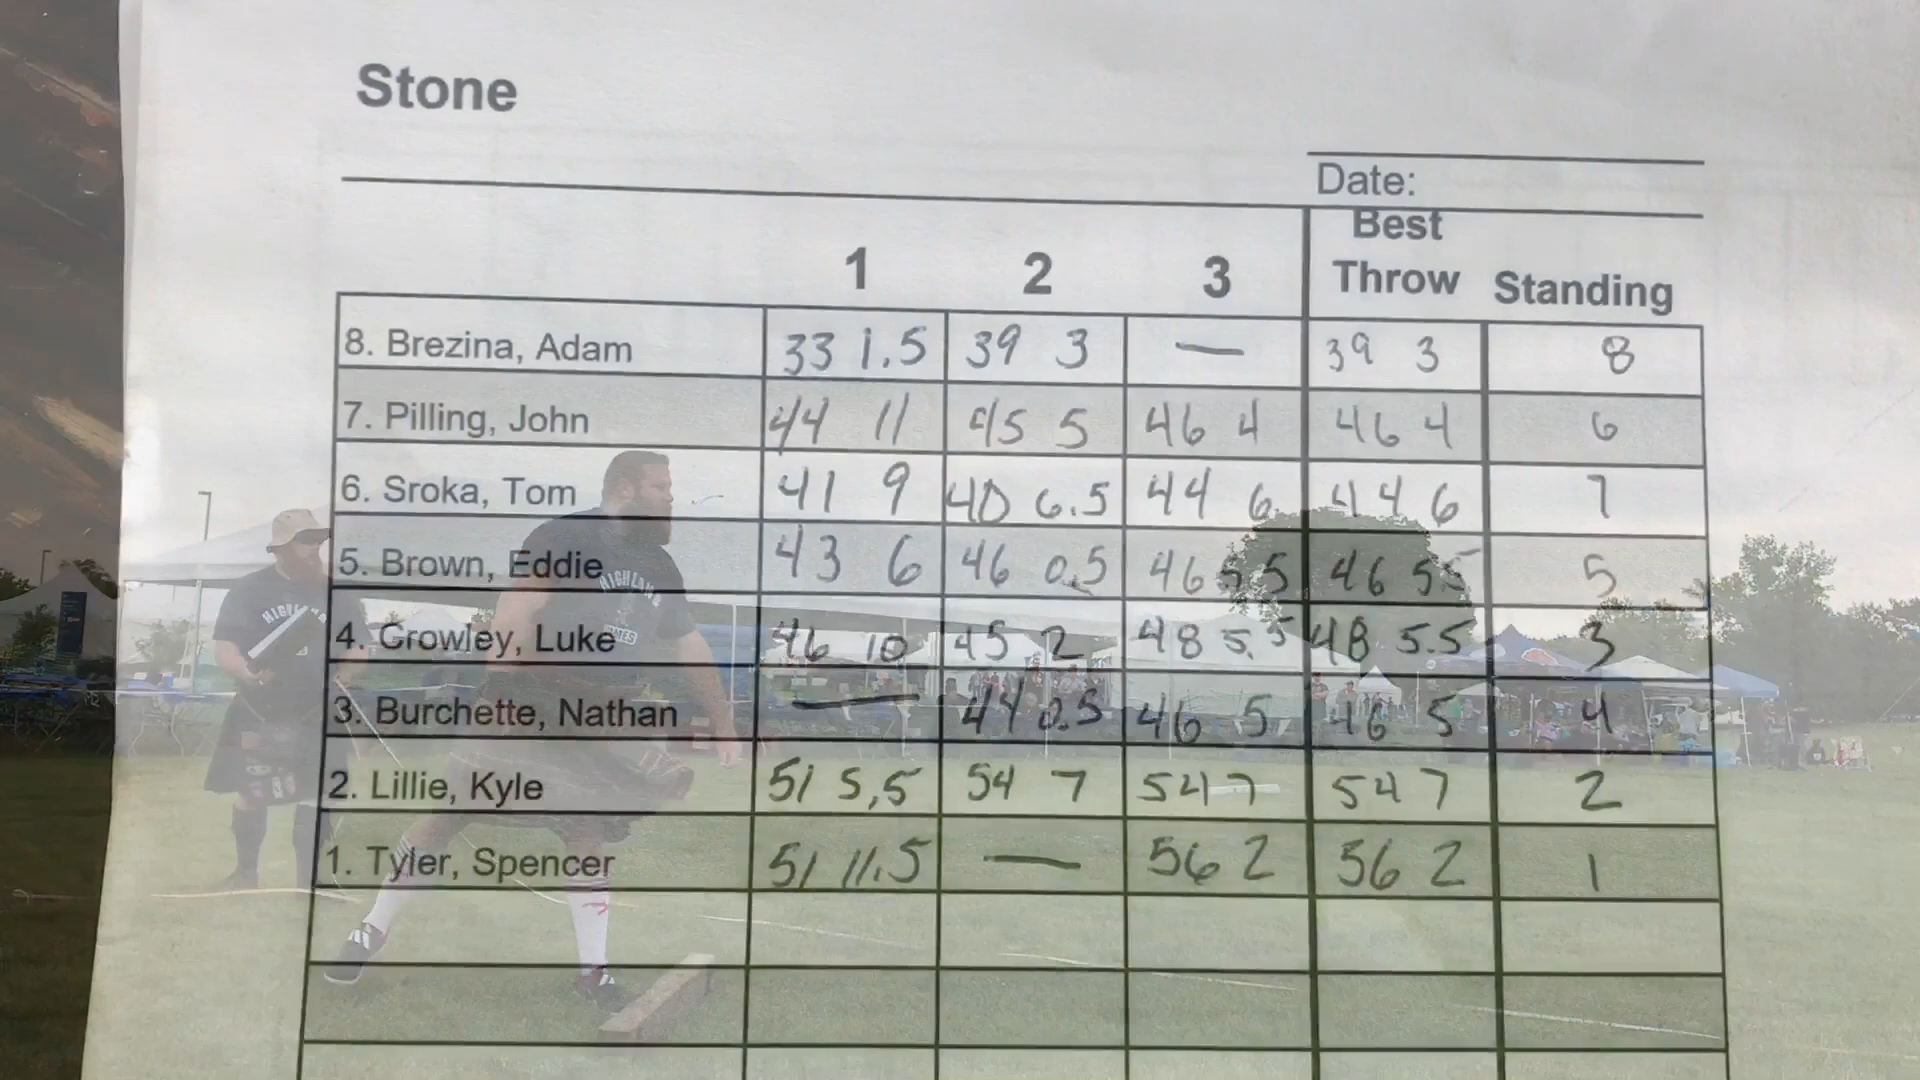 Stone
Date:
1 2 3 Best Throw Standing
8. Brezina, Adam 33 1.5 39 3 — 39 3 8
7. Pilling, John 44 11 45 5 46 4 46 4 6
6. Sroka, Tom 41 9 40 6.5 44 6 44 6 7
5. Brown, Eddie 43 6 46 0.5 46 5.5 46 5.5 5
4. Crowley, Luke 46 10 45 2 48 5.5 48 5.5 3
3. Burchette, Nathan — 44 0.5 46 5 46 5 4
2. Lillie, Kyle 51 5.5 54 7 54 7 54 7 2
1. Tyler, Spencer 51 11.5 — 56 2 56 2 1
HIGHLAND